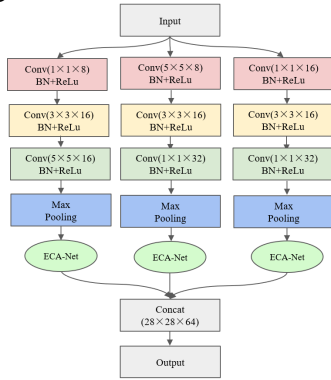 Input
Conv(1×1×8)
BN+ReLu
Conv(5×5×8)
BN+ReLu
Conv(1×1×16)
BN+ReLu
Conv(3×3×16)
BN+ReLu
Conv(3×3×16)
BN+ReLu
Conv(3×3×16)
BN+ReLu
Conv(5×5×16)
BN+ReLu
Conv(1×1×32)
BN+ReLu
Conv(1×1×32)
BN+ReLu
Max
Pooling
Max
Pooling
Max
Pooling
ECA-Net
ECA-Net
ECA-Net
Concat
(28×28×64)
Output